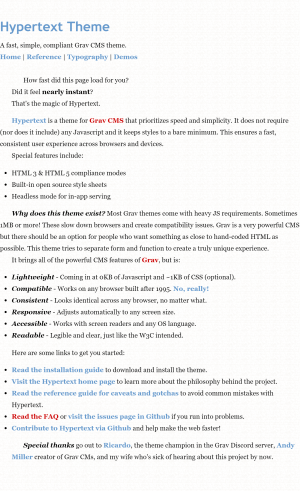 Hypertext Theme
A fast, simple, compliant Grav CMS theme.
Home | Reference | Typography | Demos
How fast did this page load for you?
Did it feel nearly instant?
That's the magic of Hypertext.
Hypertext is a theme for Grav CMS that prioritizes speed and simplicity. It does not require
(nor does it include) any Javascript and it keeps styles to a bare minimum. This ensures a fast,
consistent user experience across browsers and devices.
Special features include:
• HTML 3 & HTML 5 compliance modes
• Built-in open source style sheets
• Headless mode for in-app serving
Why does this theme exist? Most Grav themes come with heavy JS requirements. Sometimes
1MB or more! These slow down browsers and create compatibility issues. Grav is a very powerful CMS
but there should be an option for people who want something as close to hand-coded HTML as
possible. This theme tries to separate form and function to create a truly unique experience.
It brings all of the powerful CMS features of Grav, but is:
• Lightweight - Coming in at 0KB of Javascript and ~1KB of CSS (optional).
• Compatible - Works on any browser built after 1995. No, really!
• Consistent - Looks identical across any browser, no matter what.
• Responsive - Adjusts automatically to any screen size.
• Accessible - Works with screen readers and any OS language.
• Readable - Legible and clear, just like the W3C intended.
Here are some links to get you started:
• Read the installation guide to download and install the theme.
• Visit the Hypertext home page to learn more about the philosophy behind the project.
• Read the reference guide for caveats and gotchas to avoid common mistakes with
Hypertext.
• Read the FAQ or visit the issues page in Github if you run into problems.
• Contribute to Hypertext via Github and help make the web faster!
Special thanks go out to Ricardo, the theme champion in the Grav Discord server, Andy
Miller creator of Grav CMs, and my wife who's sick of hearing about this project by now.